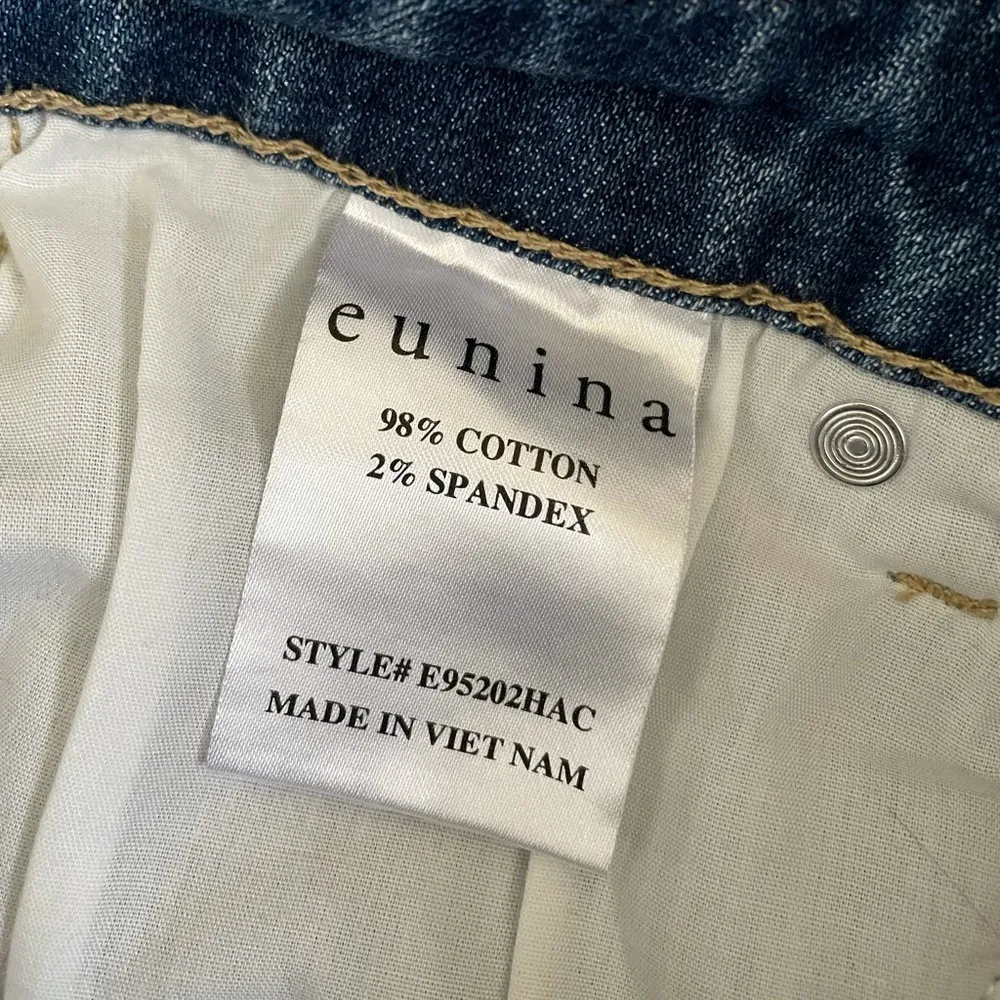 eunina
98% COTTON
2% SPANDEX
STYLE# E95202HAC
MADE IN VIET NAM